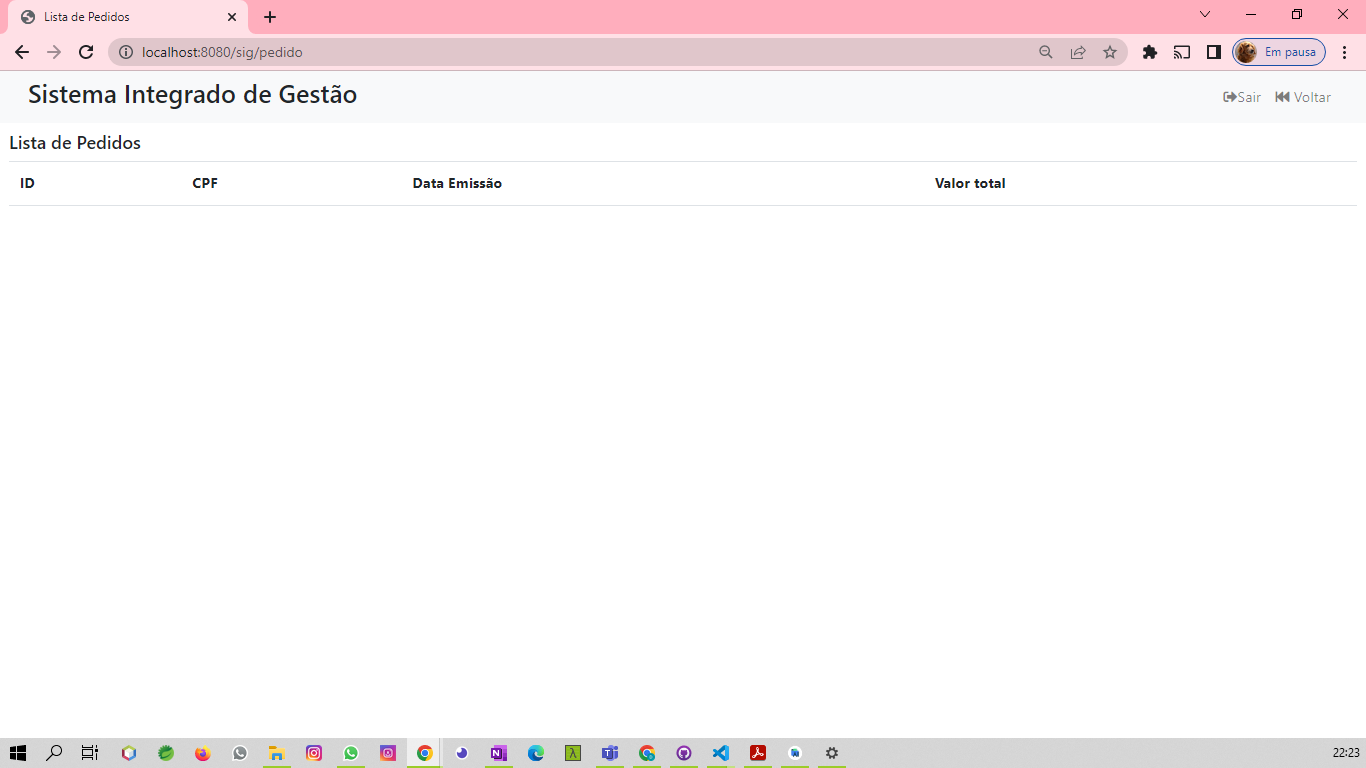 Lista de Pedidos
localhost:8080/sig/pedido
Em pausa
Sistema Integrado de Gestão
Sair
Voltar
Lista de Pedidos
ID CPF Data Emissão Valor total
22:23